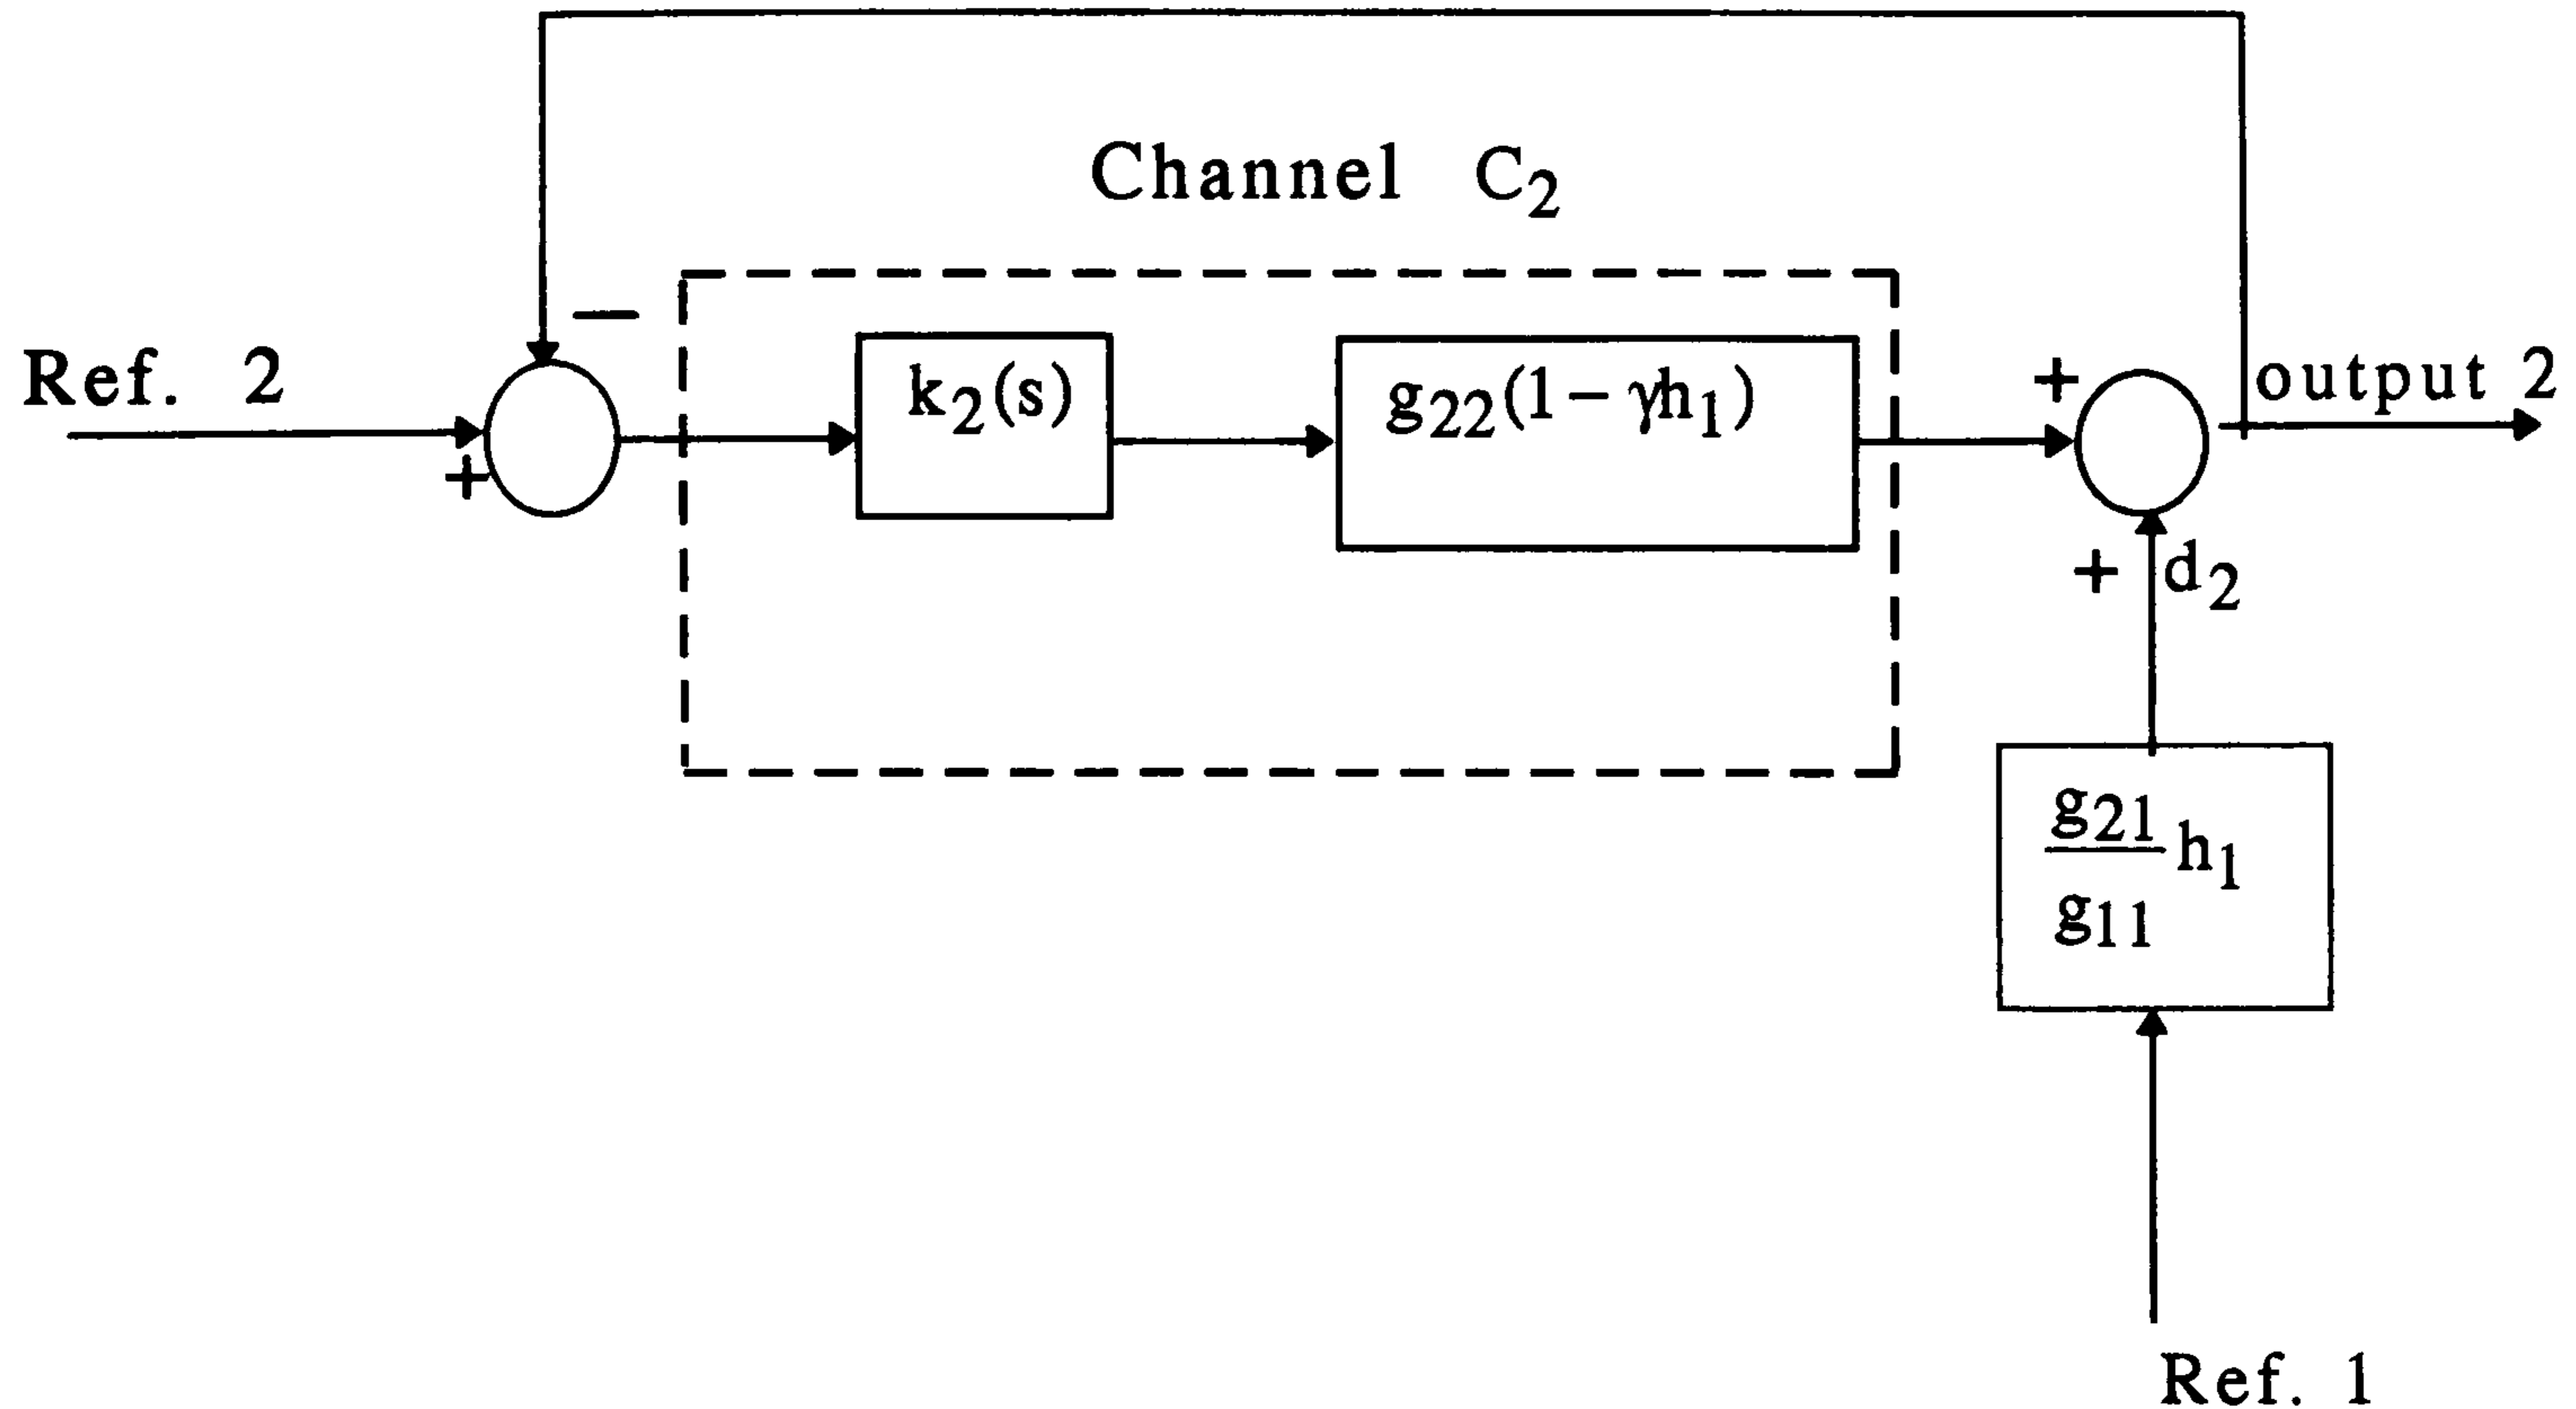 Channel C₂
−
Ref. 2
+
k₂(s)
g₂₂(1 − γh₁)
+
output 2
+
d₂
g₂₁
h₁
g₁₁
Ref. 1